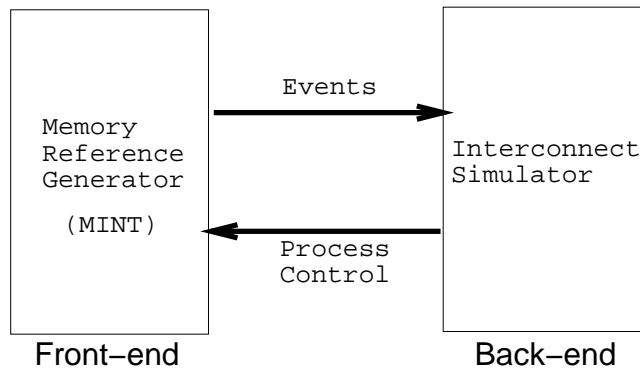 Events
Memory
Reference
Generator
(MINT)
Interconnect
Simulator
Process
Control
Front−end
Back−end